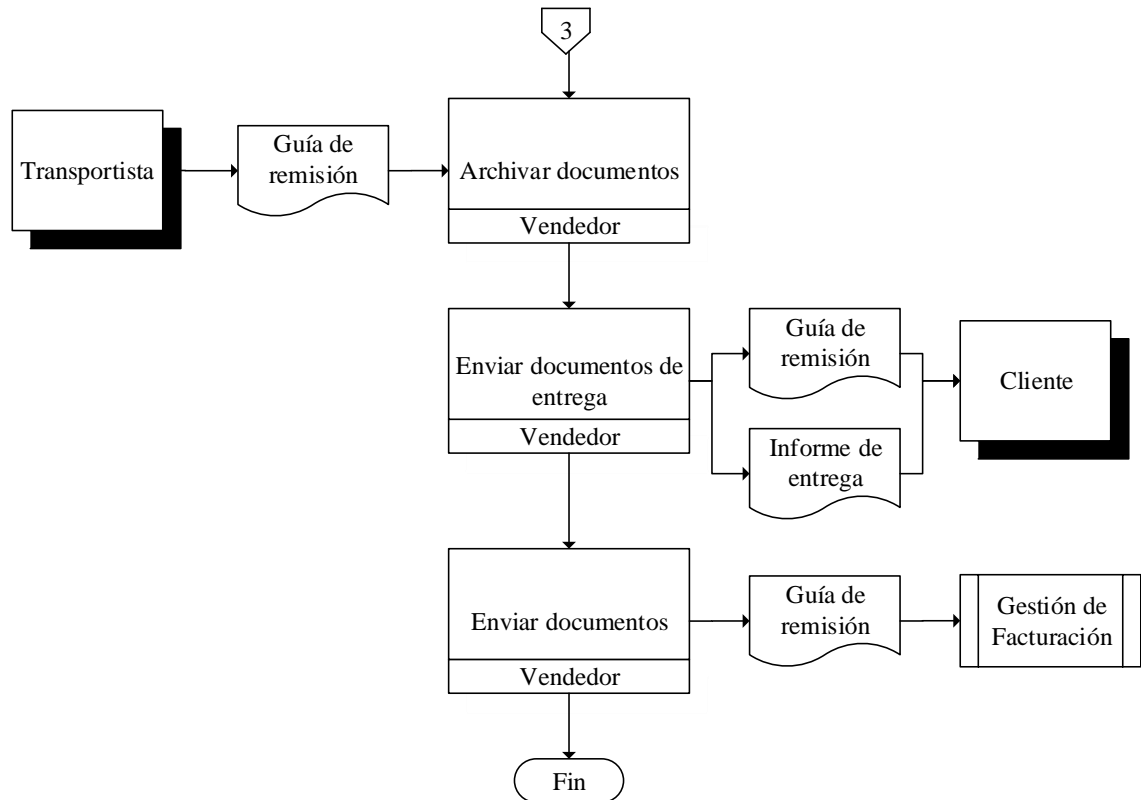 3
Transportista
Guía de
remisión
Archivar documentos
Vendedor
Enviar documentos de
entrega
Vendedor
Guía de
remisión
Informe de
entrega
Cliente
Enviar documentos
Vendedor
Guía de
remisión
Gestión de
Facturación
Fin